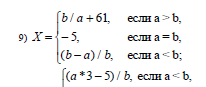 b / a + 61, если a > b,
9) X = - 5, если a = b,
(b - a) / b, если a < b;
(a * 3 - 5) / b, если a < b,